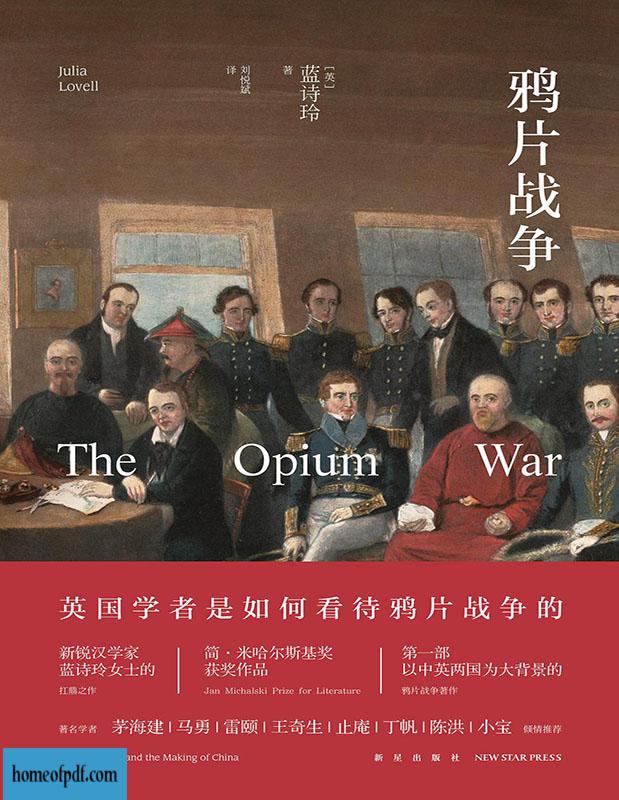 Julia
Lovell
刘悦斌
译
[英]
蓝诗玲
著
鸦片战争
The Opium War
英国学者是如何看待鸦片战争的
新锐汉学家
蓝诗玲女士的
扛鼎之作
简·米哈尔斯基奖
获奖作品
Jan Michalski Prize for Literature
第一部
以中英两国为大背景的
鸦片战争著作
著名学者 茅海建|马勇|雷颐|王奇生|止庵|丁帆|陈洪|小宝 倾情推荐
and the Making of China
新星出版社 NEW STAR PRESS
homeofpdf.com